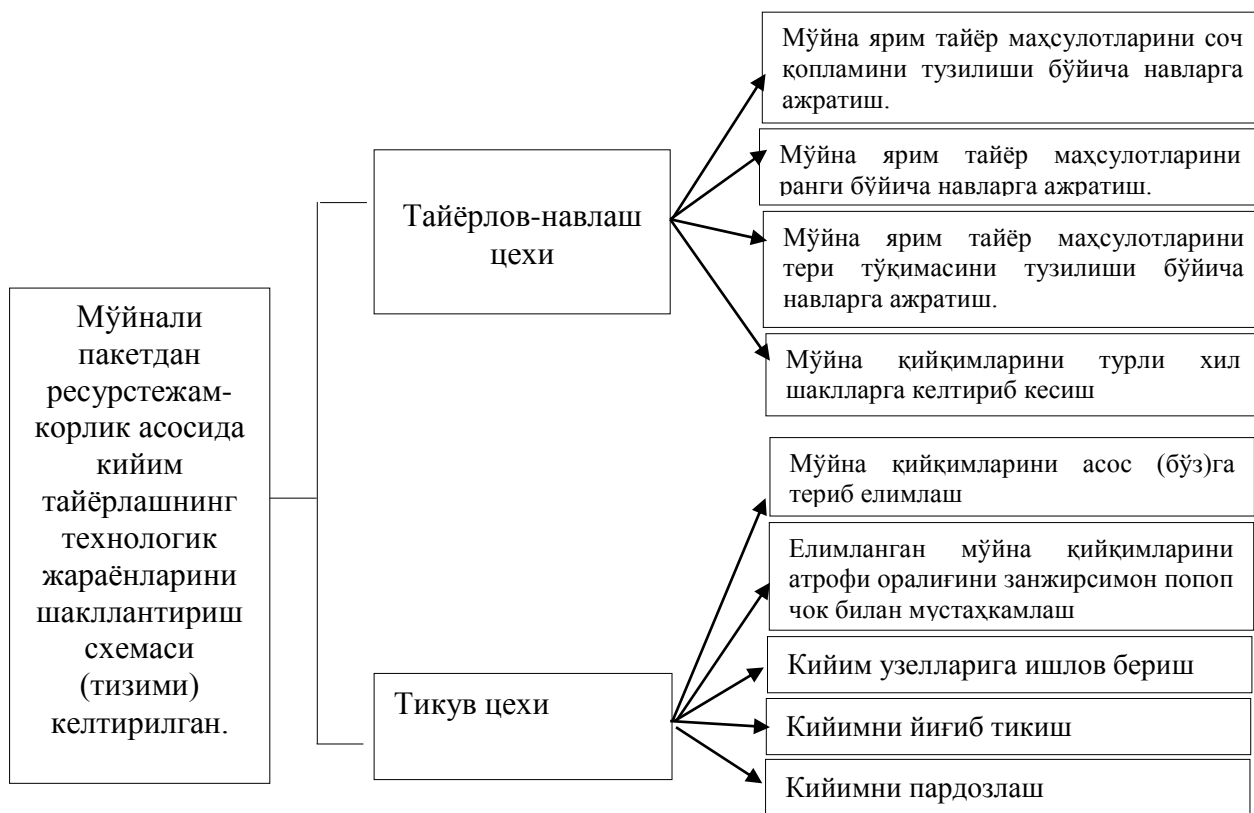 Мўйнали
пакетдан
ресурстежам-
корлик асосида
кийим
тайёрлашнинг
технологик
жараёнларини
шакллантириш
схемаси
(тизими)
келтирилган.
Тайёрлов-навлаш
цехи
Мўйна ярим тайёр маҳсулотларини соч
қопламини тузилиши бўйича навларга
ажратиш.
Мўйна ярим тайёр маҳсулотларини
ранги бўйича навларга ажратиш.
Мўйна ярим тайёр маҳсулотларини
тери тўқимасини тузилиши бўйича
навларга ажратиш.
Мўйна қийқимларини турли хил
шаклларга келтириб кесиш
Тикув цехи
Мўйна қийқимларини асос (бўз)га
териб елимлаш
Елимланган мўйна қийқимларини
атрофи оралиғини занжирсимон попоп
чок билан мустаҳкамлаш
Кийим узелларига ишлов бериш
Кийимни йиғиб тикиш
Кийимни пардозлаш